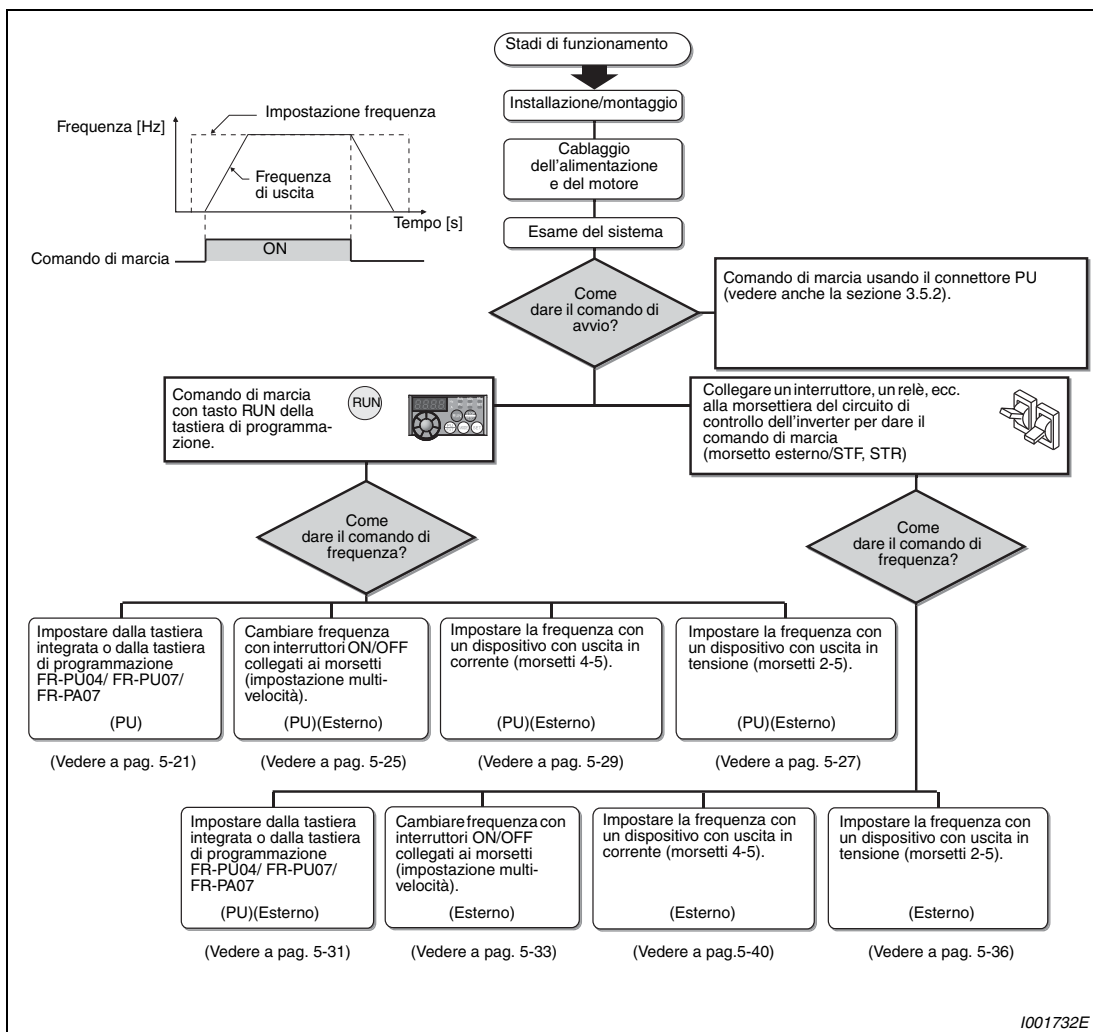 Stadi di funzionamento
Installazione/montaggio
Cablaggio
dell'alimentazione
e del motore
Esame del sistema
Frequenza [Hz]
Impostazione frequenza
Frequenza
di uscita
Tempo [s]
Comando di marcia
ON
Come
dare il comando di
avvio?
Comando di marcia usando il connettore PU
(vedere anche la sezione 3.5.2).
Comando di marcia
con tasto RUN della
tastiera di programma-
zione.
RUN
Collegare un interruttore, un relè, ecc.
alla morsettiera del circuito di
controllo dell'inverter per dare il
comando di marcia
(morsetto esterno/STF, STR)
Come
dare il comando di
frequenza?
Come
dare il comando di
frequenza?
Impostare dalla tastiera
integrata o dalla tastiera
di programmazione
FR-PU04/ FR-PU07/
FR-PA07
(PU)
(Vedere a pag. 5-21)
Cambiare frequenza
con interruttori ON/OFF
collegati ai morsetti
(impostazione multi-
velocità).
(PU)(Esterno)
(Vedere a pag. 5-25)
Impostare la frequenza con
un dispositivo con uscita in
corrente (morsetti 4-5).
(PU)(Esterno)
(Vedere a pag. 5-29)
Impostare la frequenza con
un dispositivo con uscita in
tensione (morsetti 2-5).
(PU)(Esterno)
(Vedere a pag. 5-27)
Impostare dalla tastiera
integrata o dalla tastiera
di programmazione
FR-PU04/ FR-PU07/
FR-PA07
(PU)(Esterno)
(Vedere a pag. 5-31)
Cambiare frequenza con
interruttori ON/OFF
collegati ai morsetti
(impostazione multi-
velocità).
(Esterno)
(Vedere a pag. 5-33)
Impostare la frequenza con
un dispositivo con uscita in
corrente (morsetti 4-5).
(Esterno)
(Vedere a pag.5-40)
Impostare la frequenza con
un dispositivo con uscita in
tensione (morsetti 2-5).
(Esterno)
(Vedere a pag. 5-36)
I001732E